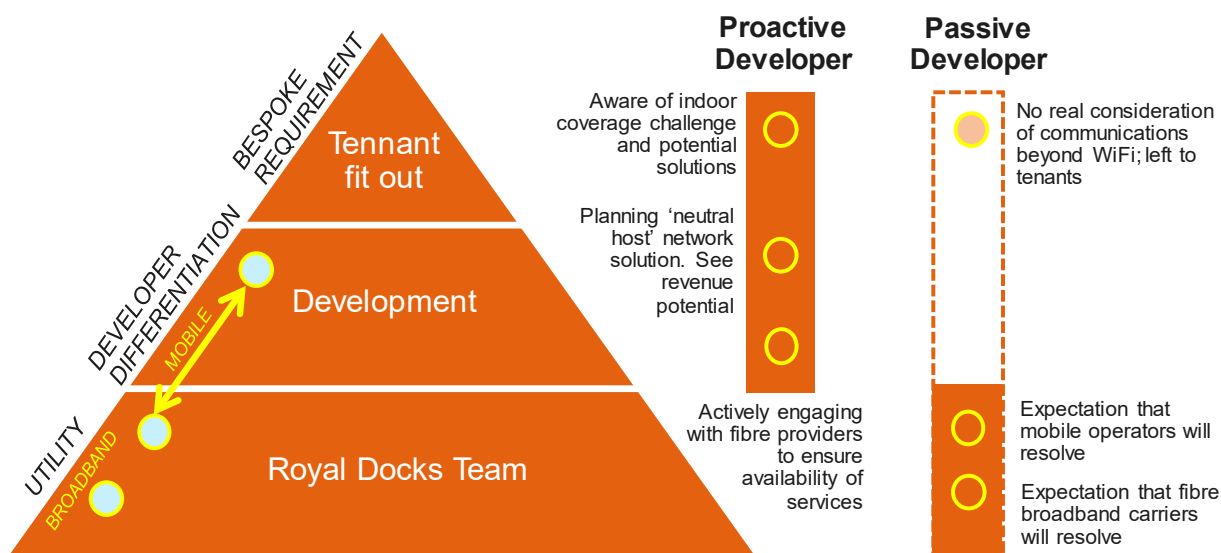 BESPOKE
REQUIREMENT
Tennant
fit out
DEVELOPER
DIFFERENTIATION
MOBILE
Development
UTILITY
BROADBAND
Royal Docks Team
Proactive
Developer
Aware of indoor
coverage challenge
and potential
solutions
Planning ‘neutral
host’ network
solution. See
revenue
potential
Actively engaging
with fibre providers
to ensure
availability of
services
Passive
Developer
No real consideration
of communications
beyond WiFi; left to
tenants
Expectation that
mobile operators will
resolve
Expectation that fibre
broadband carriers
will resolve